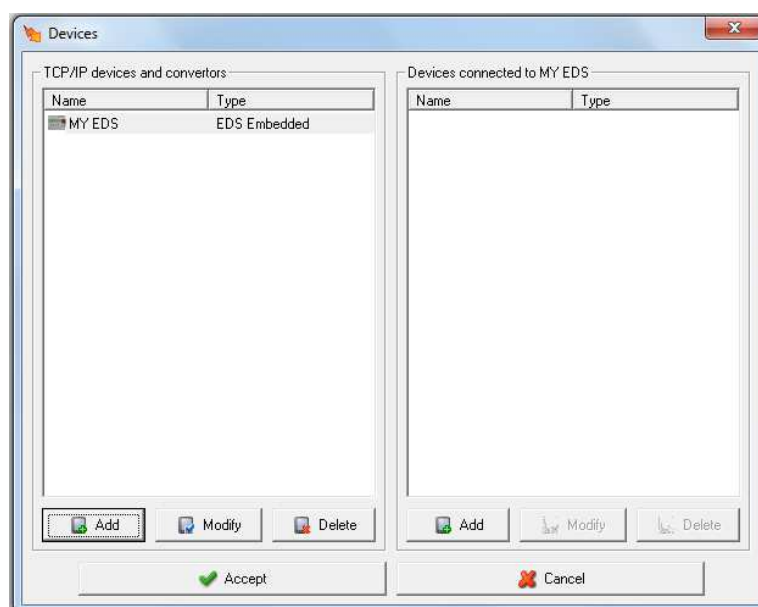 Devices
TCP/IP devices and convertors
Name Type
MY EDS EDS Embedded
Add Modify Delete
Devices connected to MY EDS
Name Type
Add Modify Delete
Accept Cancel